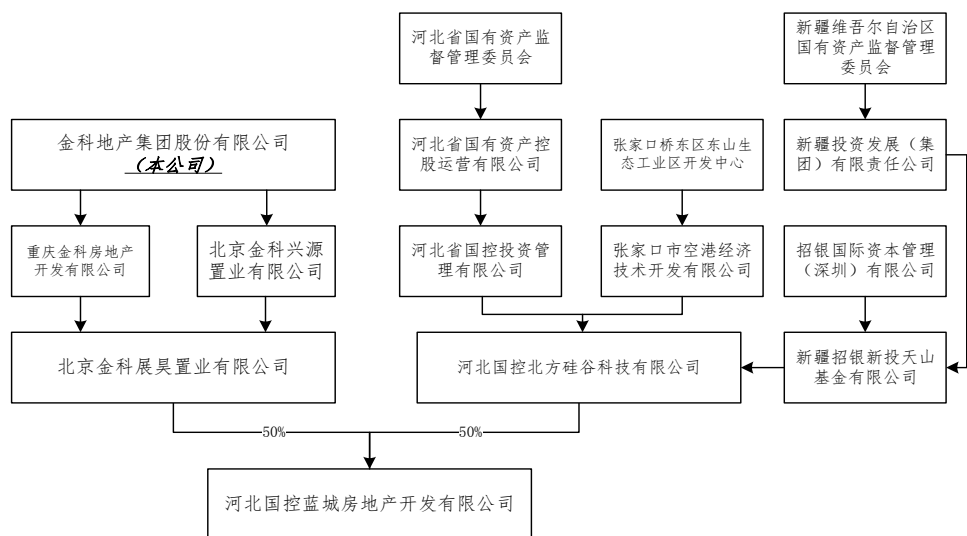 河北省国有资产监
督管理委员会
新疆维吾尔自治区
国有资产监督管理
委员会
金科地产集团股份有限公司
（本公司）
河北省国有资产控
股运营有限公司
张家口桥东区东山生
态工业区开发中心
新疆投资发展（集
团）有限责任公司
重庆金科房地产
开发有限公司
北京金科兴源
置业有限公司
河北省国控投资管
理有限公司
张家口市空港经济
技术开发有限公司
招银国际资本管理
（深圳）有限公司
北京金科展昊置业有限公司
河北国控北方硅谷科技有限公司
新疆招银新投天山
基金有限公司
50%
50%
河北国控蓝城房地产开发有限公司